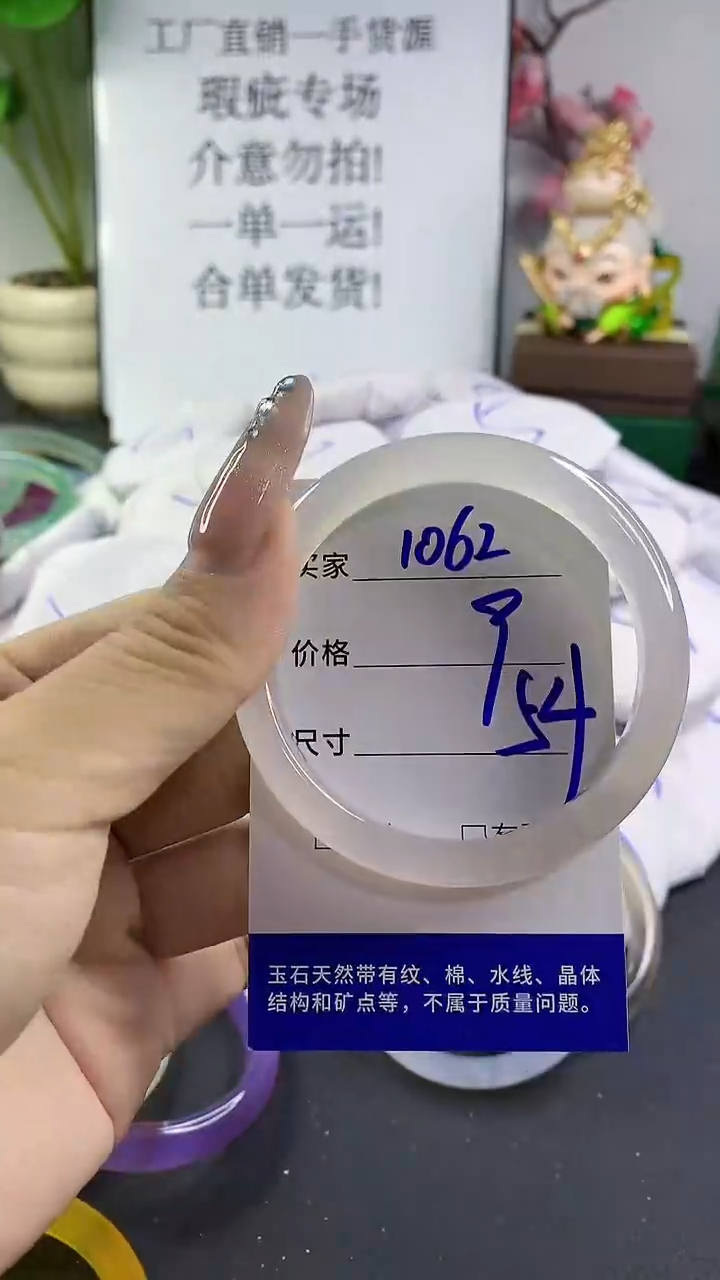 工厂直销一手货源
瑕疵专场
介意勿拍!
一单一运!
合单发货!
买家 1062
价格 9
尺寸 54
玉石天然带有纹、棉、水线、晶体
结构和矿点等，不属于质量问题。